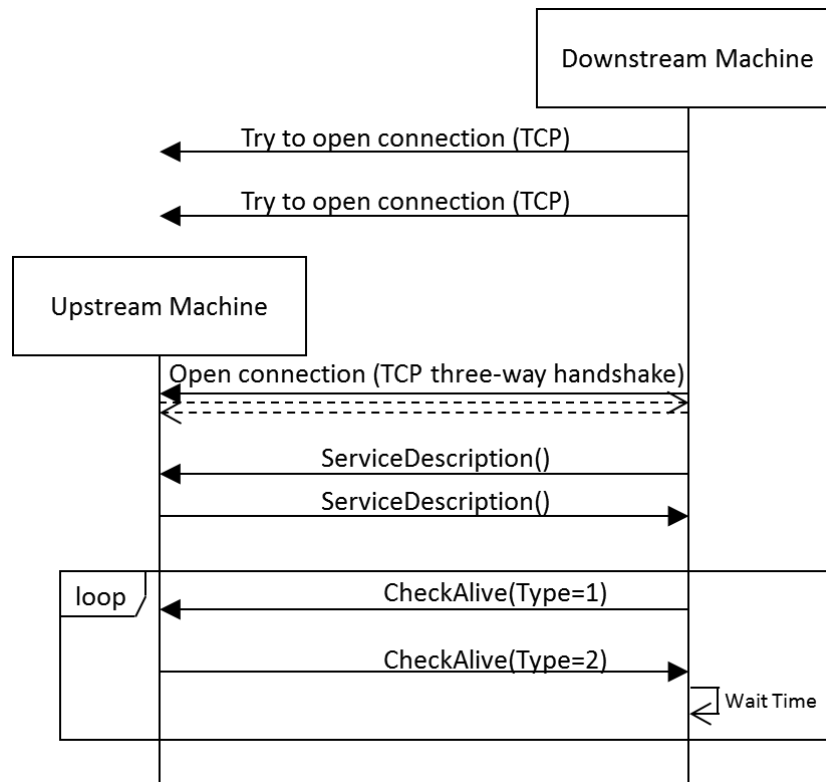 Downstream Machine
Try to open connection (TCP)
Try to open connection (TCP)
Upstream Machine
Open connection (TCP three-way handshake)
ServiceDescription()
ServiceDescription()
loop
CheckAlive(Type=1)
CheckAlive(Type=2)
Wait Time